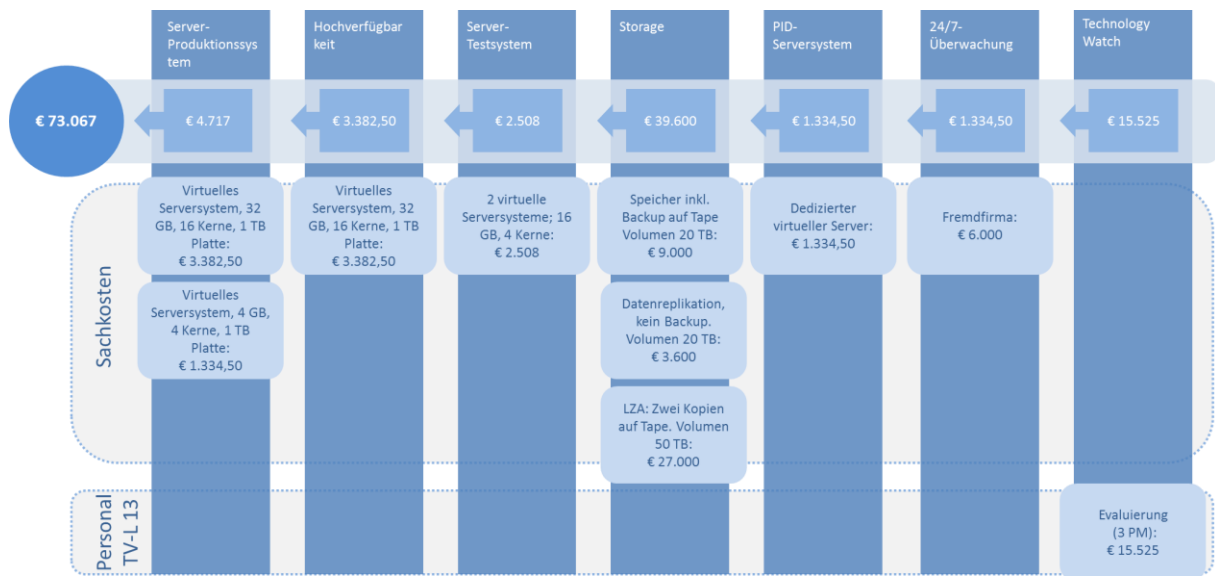 Server-
Produktionssys
tem
Hochverfügbar
keit
Server-
Testsystem
Storage
PID-
Serversystem
24/7-
Überwachung
Technology
Watch
€ 73.067
€ 4.717
€ 3.382,50
€ 2.508
€ 39.600
€ 1.334,50
€ 1.334,50
€ 15.525
Sachkosten
Virtuelles
Serversystem, 32
GB, 16 Kerne, 1 TB
Platte:
€ 3.382,50
Virtuelles
Serversystem, 4 GB,
4 Kerne, 1 TB
Platte:
€ 1.334,50
Virtuelles
Serversystem, 32
GB, 16 Kerne, 1 TB
Platte:
€ 3.382,50
2 virtuelle
Serversysteme; 16
GB, 4 Kerne:
€ 2.508
Speicher inkl.
Backup auf Tape
Volumen 20 TB:
€ 9.000
Datenreplikation,
kein Backup.
Volumen 20 TB:
€ 3.600
LZA: Zwei Kopien
auf Tape. Volumen
50 TB:
€ 27.000
Dedizierter
virtueller Server:
€ 1.334,50
Fremdfirma:
€ 6.000
Personal
TV-L 13
Evaluierung
(3 PM):
€ 15.525